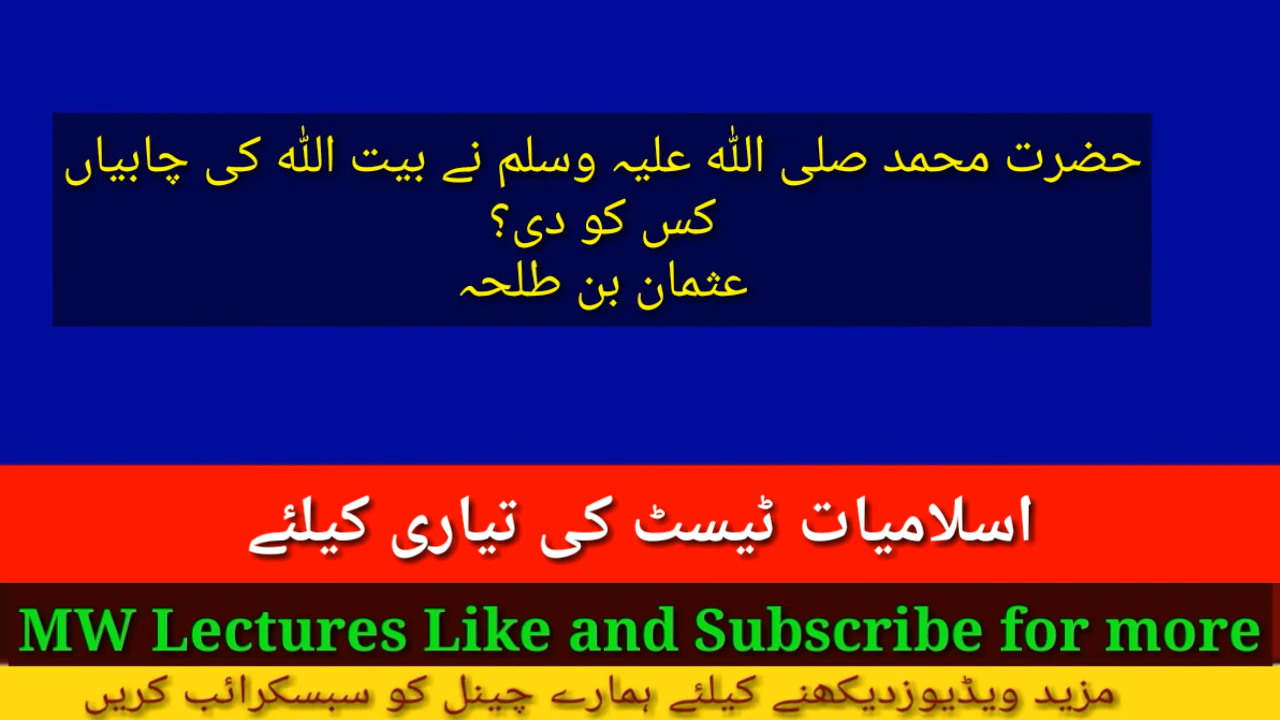 حضرت محمد صلی اللہ علیہ وسلم نے بیت اللہ کی چابیاں
کس کو دی؟
عثمان بن طلحہ
اسلامیات ٹیسٹ کی تیاری کیلئے
MW Lectures Like and Subscribe for more
مزید ویڈیوزدیکھنے کیلئے ہمارے چینل کو سبسکرائب کریں